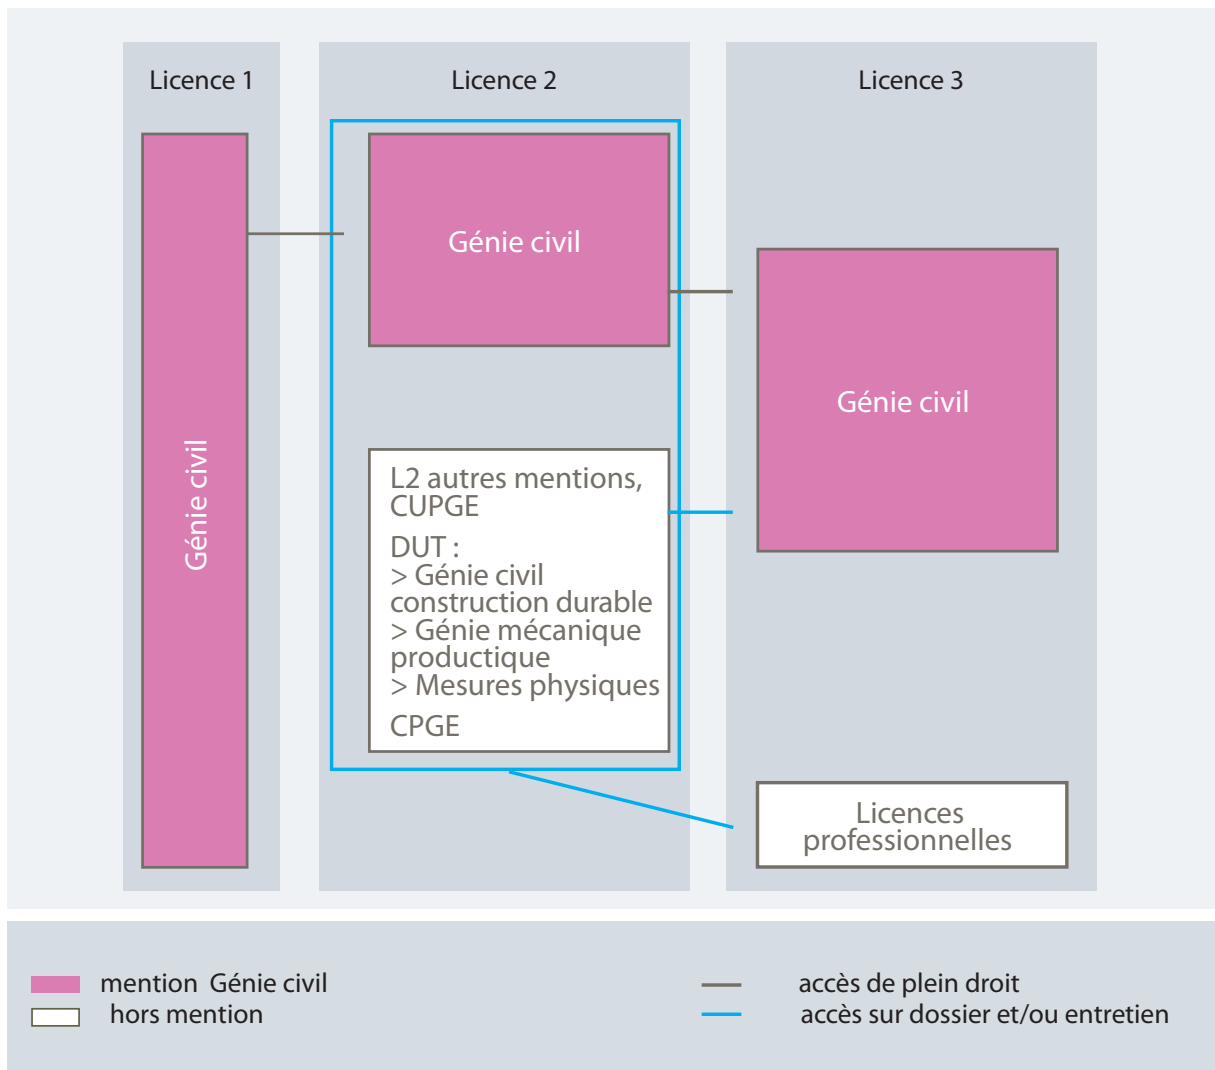 Licence 1
Licence 2
Licence 3
Génie civil
Génie civil
Génie civil
L2 autres mentions,
CUPGE
DUT :
> Génie civil
construction durable
> Génie mécanique
productique
> Mesures physiques
CPGE
Licences
professionnelles
mention Génie civil
hors mention
accès de plein droit
accès sur dossier et/ou entretien